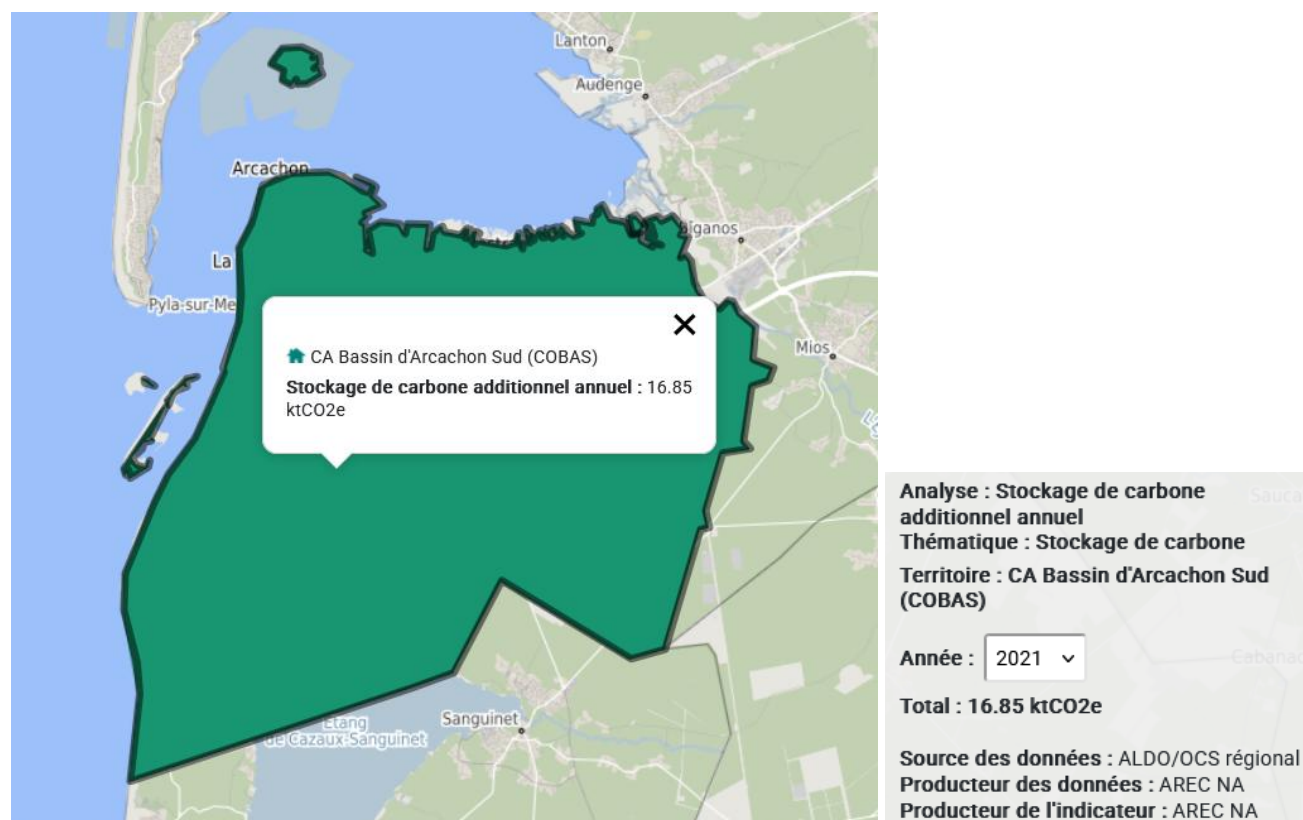 Lanton
Audenge
Arcachon
Biganos
La
Pyla-sur-Me
Mios
CA Bassin d'Arcachon Sud (COBAS)
Stockage de carbone additionnel annuel : 16.85
ktCO2e
Etang
de Cazaux-Sanguinet
Sanguinet
Analyse : Stockage de carbone
additionnel annuel
Thématique : Stockage de carbone
Territoire : CA Bassin d'Arcachon Sud
(COBAS)
Année : 2021
Total : 16.85 ktCO2e
Source des données : ALDO/OCS régional
Producteur des données : AREC NA
Producteur de l'indicateur : AREC NA